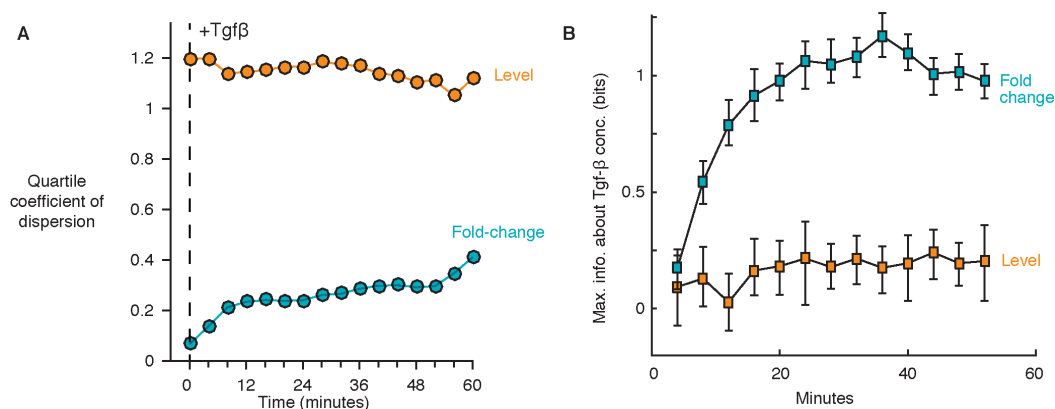 A
+Tgfβ
1.2
1
0.8
0.6
0.4
0.2
0
Quartile
coefficient of
dispersion
Level
Fold-change
0
12
24
36
48
60
Time (minutes)
B
Max. info. about Tgf-β conc. (bits)
1
0.5
0
Fold
change
Level
0
20
40
60
Minutes